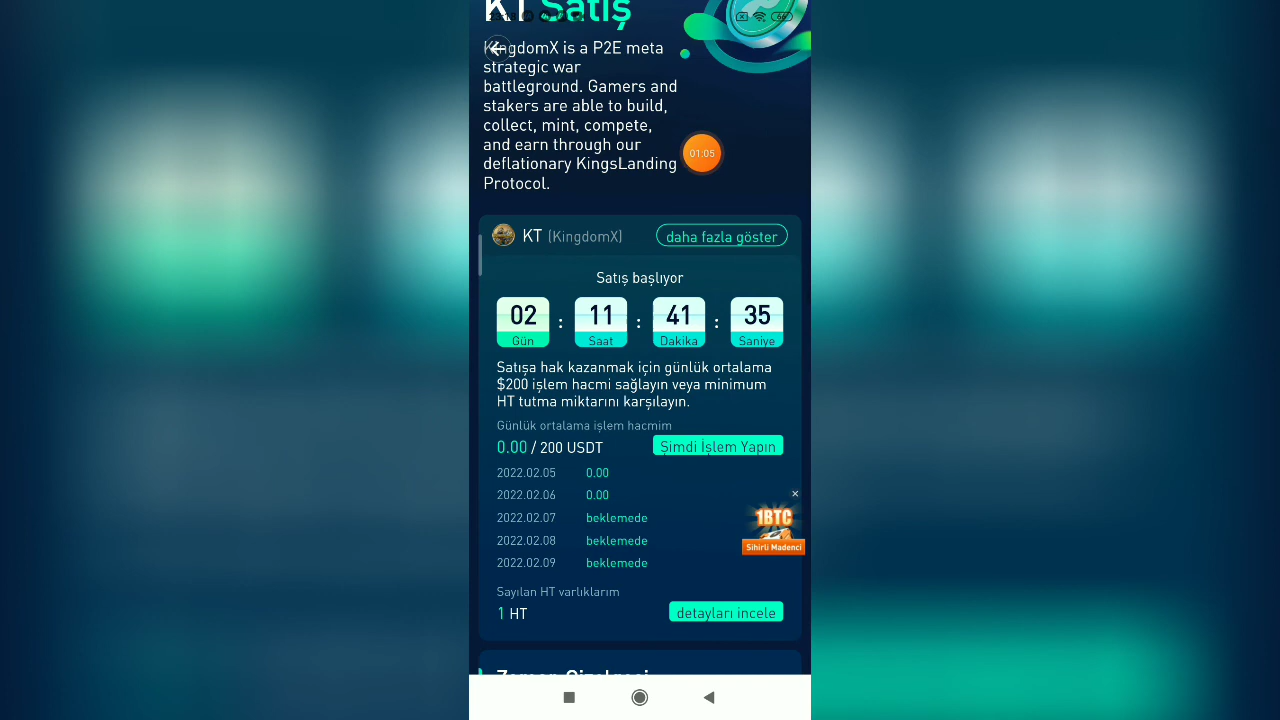 KT Satış
KingdomX is a P2E meta
strategic war
battleground. Gamers and
stakers are able to build,
collect, mint, compete,
and earn through our
deflationary KingsLanding
Protocol.
01:05
KT (KingdomX)
daha fazla göster
Satış başlıyor
02 : 11 : 41 : 35
Gün Saat Dakika Saniye
Satışa hak kazanmak için günlük ortalama
$200 işlem hacmi sağlayın veya minimum
HT tutma miktarını karşılayın.
Günlük ortalama işlem hacmim
0.00 / 200 USDT
Şimdi İşlem Yapın
2022.02.05 0.00
2022.02.06 0.00
2022.02.07 beklemede
2022.02.08 beklemede
2022.02.09 beklemede
1BTC
Sihirli Madenci
Sayılan HT varlıklarım
1 HT
detayları incele
Zaman Çizelgesi